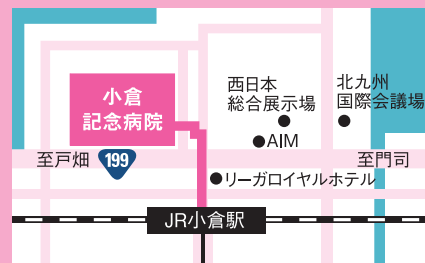 小倉
記念病院
西日本
総合展示場
北九州
国際会議場
AIM
至戸畑
199
至門司
リーガロイヤルホテル
JR小倉駅